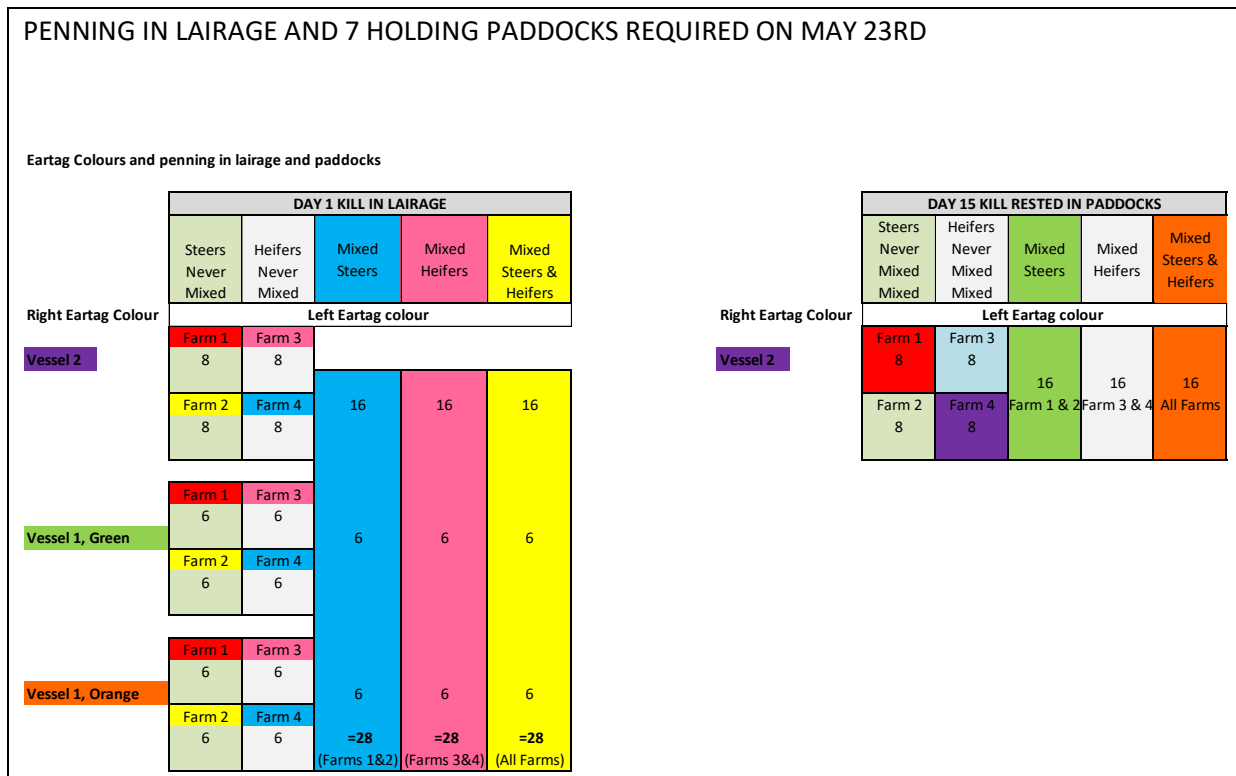 PENNING IN LAIRAGE AND 7 HOLDING PADDOCKS REQUIRED ON MAY 23RD
Eartag Colours and penning in lairage and paddocks
DAY 1 KILL IN LAIRAGE
Steers Never Mixed
Heifers Never Mixed
Mixed Steers
Mixed Heifers
Mixed Steers & Heifers
Right Eartag Colour
Left Eartag colour
Farm 1 Farm 3
Vessel 2 8 8
Farm 2 Farm 4 16 16 16
8 8
Farm 1 Farm 3
6 6
Vessel 1, Green 6 6 6
Farm 2 Farm 4
6 6
Farm 1 Farm 3
6 6
Vessel 1, Orange 6 6 6
Farm 2 Farm 4
6 6 =28 =28 =28
(Farms 1&2) (Farms 3&4) (All Farms)
DAY 15 KILL RESTED IN PADDOCKS
Steers Never Mixed Mixed
Heifers Never Mixed Mixed
Mixed Steers
Mixed Heifers
Mixed Steers & Heifers
Right Eartag Colour
Left Eartag colour
Farm 1 Farm 3
Vessel 2 8 8
16 16 16
Farm 2 Farm 4 Farm 1 & 2 Farm 3 & 4 All Farms
8 8